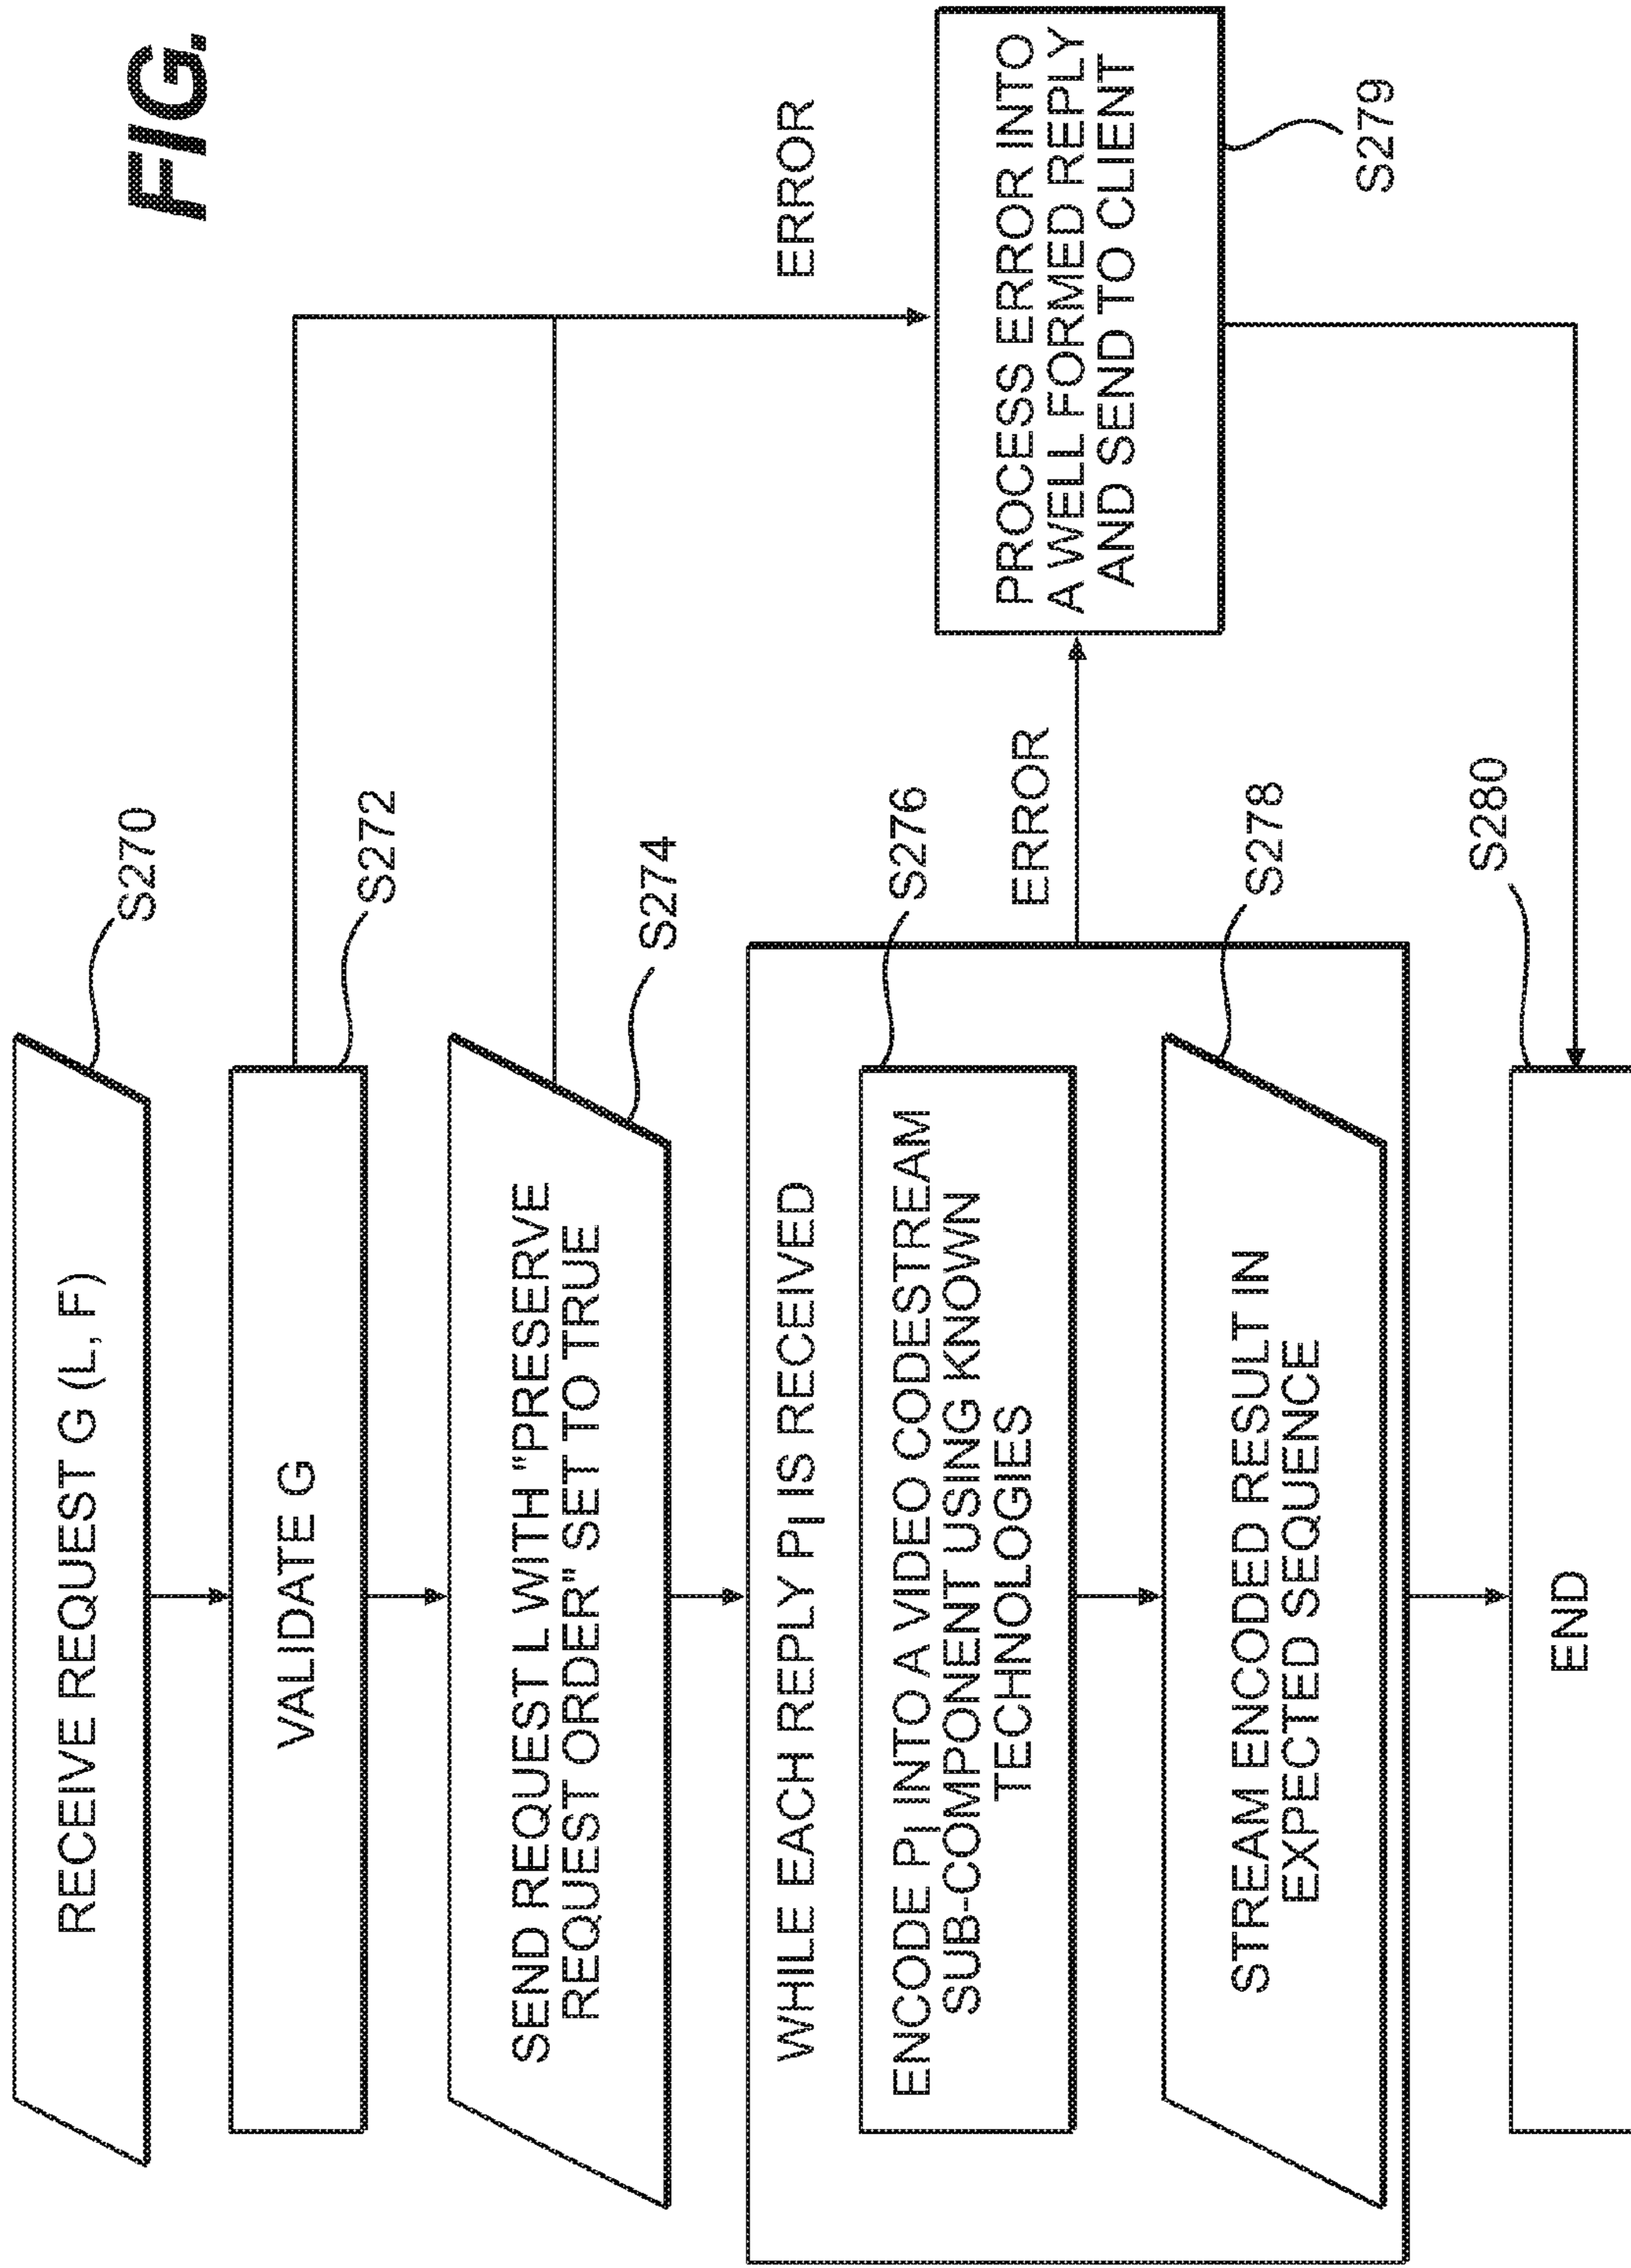 FIG.
RECEIVE REQUEST G (L, F)
S270
VALIDATE G
S272
SEND REQUEST L WITH "PRESERVE
REQUEST ORDER" SET TO TRUE
S274
ERROR
WHILE EACH REPLY PI IS RECEIVED
ENCODE PI INTO A VIDEO CODESTREAM
SUB-COMPONENT USING KNOWN
TECHNOLOGIES
S276
ERROR
PROCESS ERROR INTO
A WELL FORMED REPLY
AND SEND TO CLIENT
S279
STREAM ENCODED RESULT IN
EXPECTED SEQUENCE
S278
END
S280